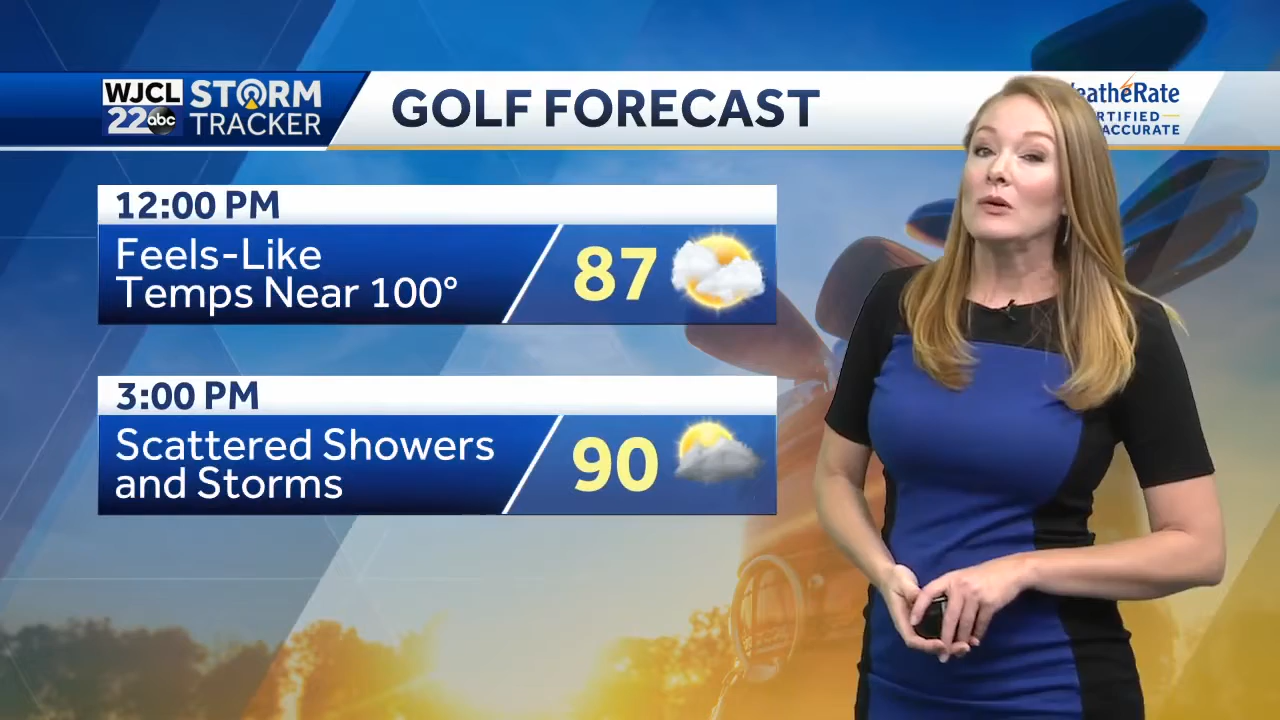 WJCL
22 abc
STORM
TRACKER
GOLF FORECAST
12:00 PM
Feels-Like
Temps Near 100°
87
3:00 PM
Scattered Showers
and Storms
90